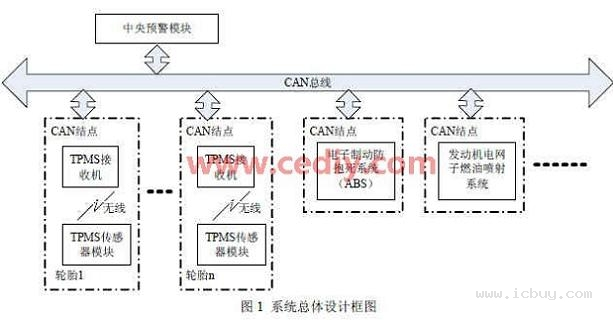 中央预警模块
CAN总线
CAN结点
TPMS接
收机
无线
TPMS传感
器模块
轮胎1
CAN结点
TPMS接
收机
无线
TPMS传感
器模块
轮胎n
CAN结点
电子制动防
抱死系统
（ABS）
CAN结点
发动机电网
子燃油喷射
系统
www.cediy.com
www.icbuy.com
图 1 系统总体设计框图